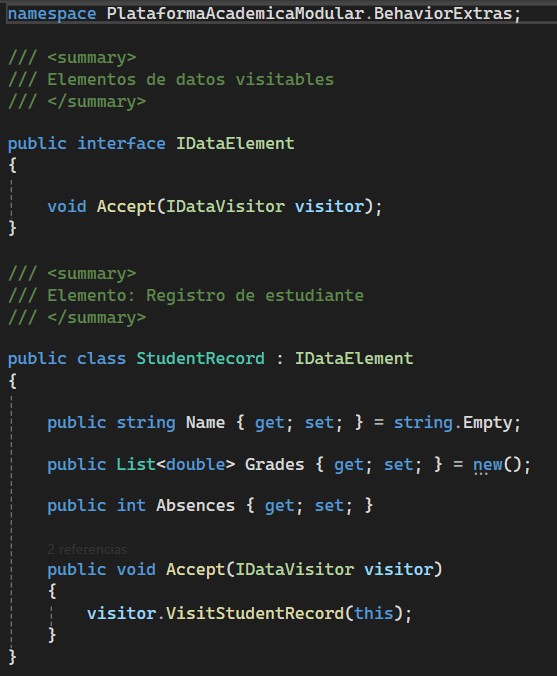 namespace PlataformaAcademicaModular.BehaviorExtras;
/// <summary>
/// Elementos de datos visitables
/// </summary>
public interface IDataElement
{
void Accept(IDataVisitor visitor);
}
/// <summary>
/// Elemento: Registro de estudiante
/// </summary>
public class StudentRecord : IDataElement
{
public string Name { get; set; } = string.Empty;
public List<double> Grades { get; set; } = new();
public int Absences { get; set; }
2 referencias
public void Accept(IDataVisitor visitor)
{
visitor.VisitStudentRecord(this);
}
}